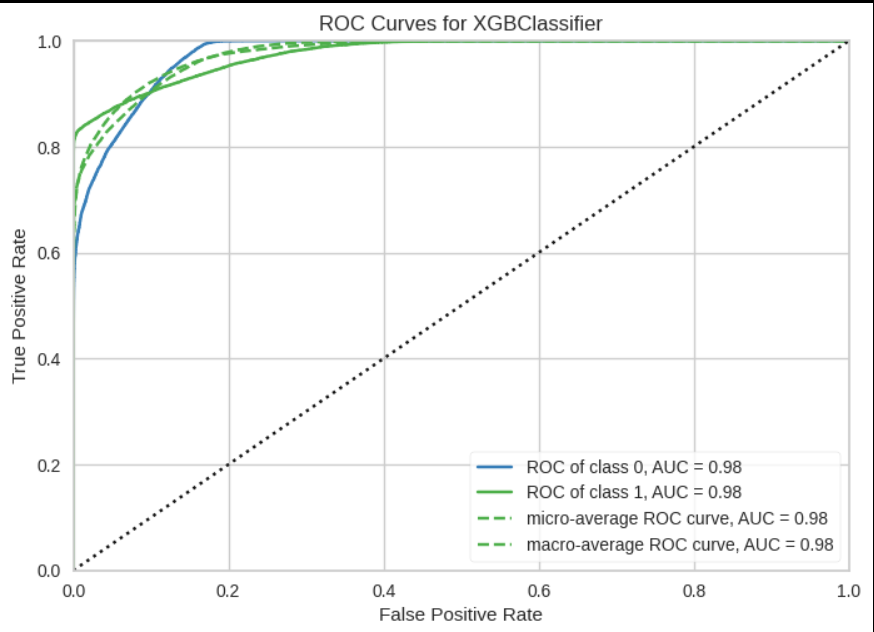 ROC Curves for XGBClassifier
1.0
0.8
0.6
0.4
0.2
0.0
True Positive Rate
ROC of class 0, AUC = 0.98
ROC of class 1, AUC = 0.98
micro-average ROC curve, AUC = 0.98
macro-average ROC curve, AUC = 0.98
0.0 0.2 0.4 0.6 0.8 1.0
False Positive Rate